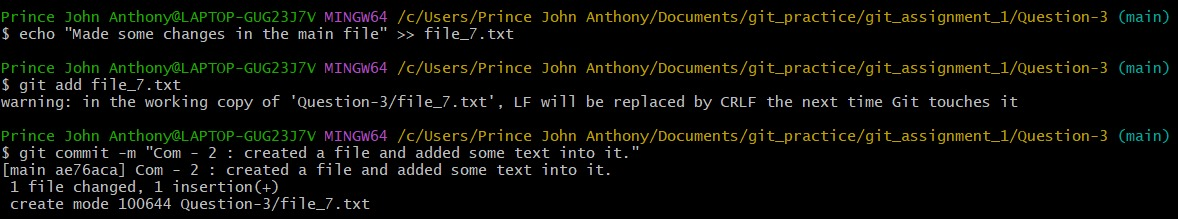 Prince John Anthony@LAPTOP-GUG23J7V MINGW64 /c/Users/Prince John Anthony/Documents/git_practice/git_assignment_1/Question-3 (main)
$ echo "Made some changes in the main file" >> file_7.txt
Prince John Anthony@LAPTOP-GUG23J7V MINGW64 /c/Users/Prince John Anthony/Documents/git_practice/git_assignment_1/Question-3 (main)
$ git add file_7.txt
warning: in the working copy of 'Question-3/file_7.txt', LF will be replaced by CRLF the next time Git touches it
Prince John Anthony@LAPTOP-GUG23J7V MINGW64 /c/Users/Prince John Anthony/Documents/git_practice/git_assignment_1/Question-3 (main)
$ git commit -m "Com - 2 : created a file and added some text into it."
[main ae76aca] Com - 2 : created a file and added some text into it.
 1 file changed, 1 insertion(+)
 create mode 100644 Question-3/file_7.txt